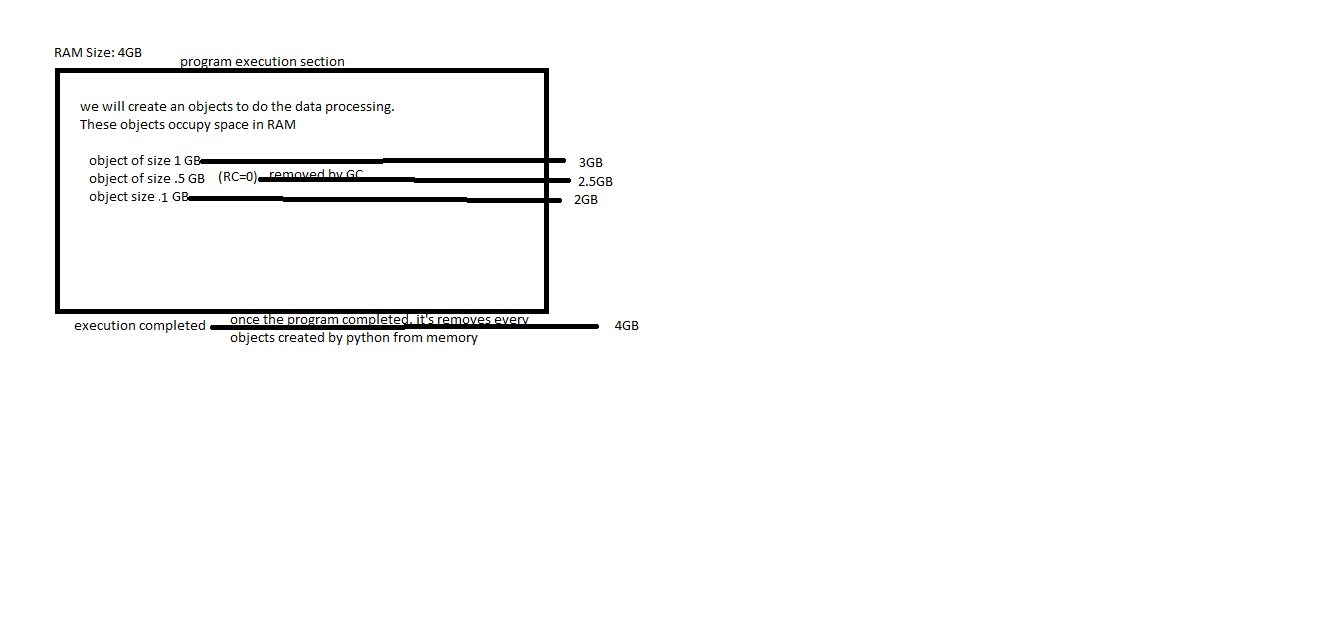 RAM Size: 4GB
program execution section
we will create an objects to do the data processing.
These objects occupy space in RAM
object of size 1 GB 3GB
object of size .5 GB (RC=0) removed by GC 2.5GB
object size .1 GB 2GB
once the program completed, it's removes every
execution completed 4GB
objects created by python from memory